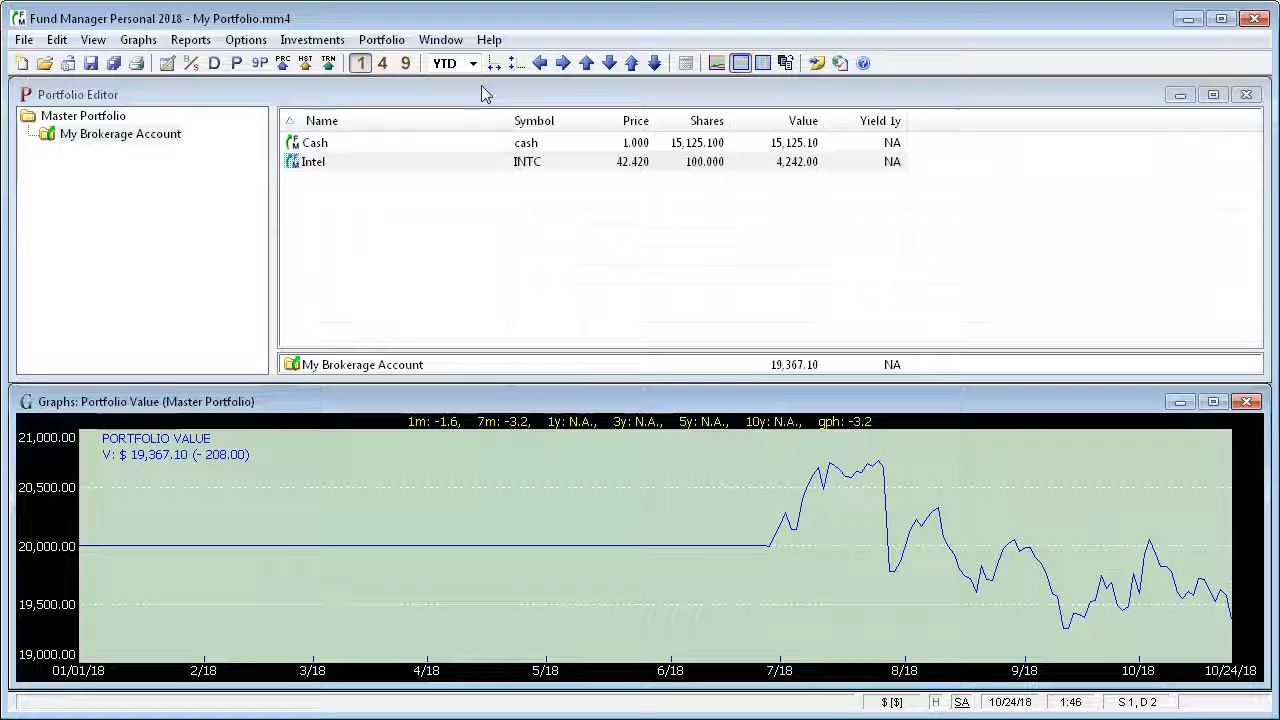 Fund Manager Personal 2018 - My Portfolio.mm4
File Edit View Graphs Reports Options Investments Portfolio Window Help
B/S D P 9P PRC HST TRN 1 4 9 YTD
P Portfolio Editor
Master Portfolio
My Brokerage Account
Name Symbol Price Shares Value Yield 1y
Cash cash 1.000 15,125.100 15,125.10 NA
Intel INTC 42.420 100.000 4,242.00 NA
My Brokerage Account 19,367.10 NA
G Graphs: Portfolio Value (Master Portfolio)
1m: -1.6, 7m: -3.2, 1y: N.A., 3y: N.A., 5y: N.A., 10y: N.A., gph: -3.2
PORTFOLIO VALUE
V: $ 19,367.10 (- 208.00)
21,000.00
20,500.00
20,000.00
19,500.00
19,000.00
01/01/18 2/18 3/18 4/18 5/18 6/18 7/18 8/18 9/18 10/18 10/24/18
$ [$] H SA 10/24/18 1:46 S 1, D 2